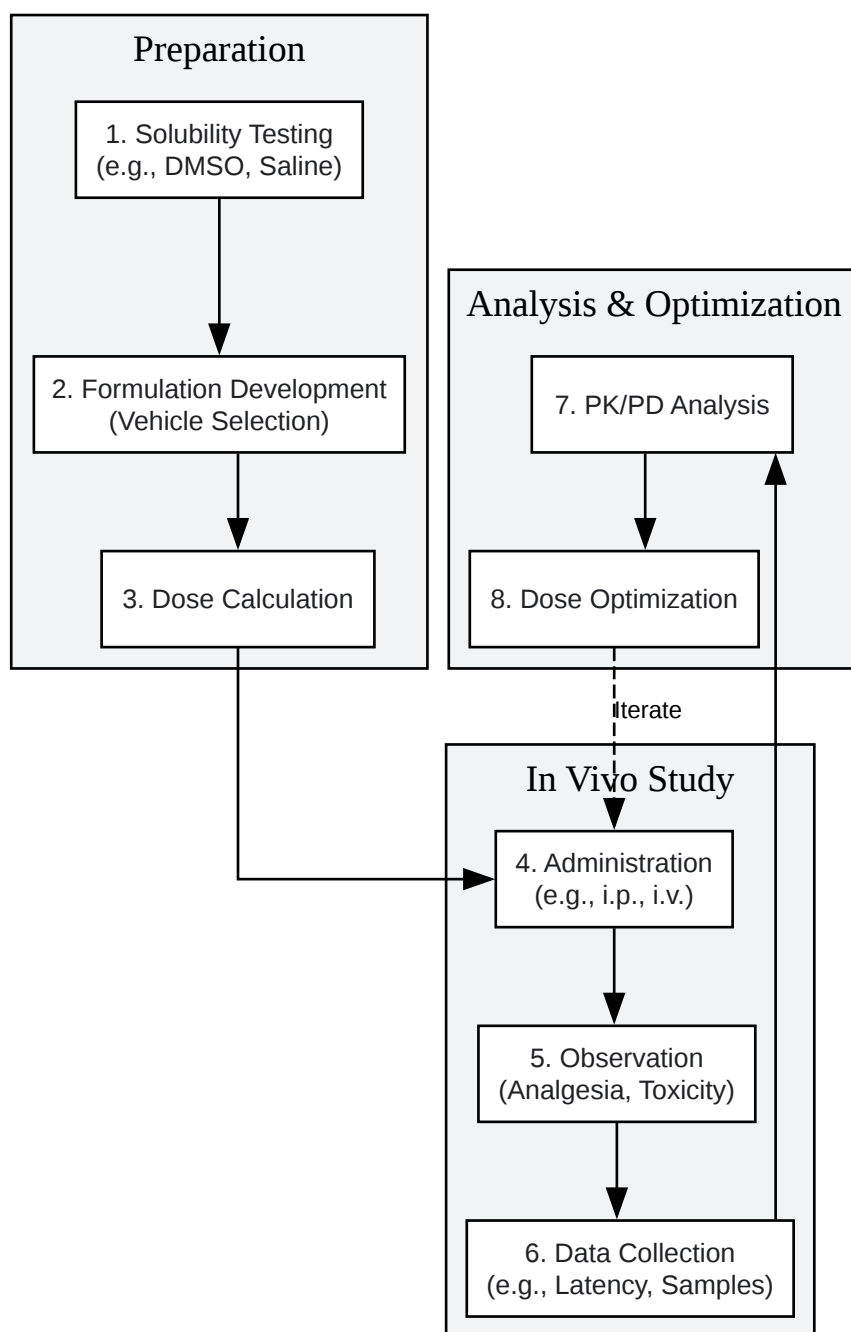 Preparation
1. Solubility Testing
(e.g., DMSO, Saline)
2. Formulation Development
(Vehicle Selection)
3. Dose Calculation
Analysis & Optimization
7. PK/PD Analysis
8. Dose Optimization
Iterate
In Vivo Study
4. Administration
(e.g., i.p., i.v.)
5. Observation
(Analgesia, Toxicity)
6. Data Collection
(e.g., Latency, Samples)